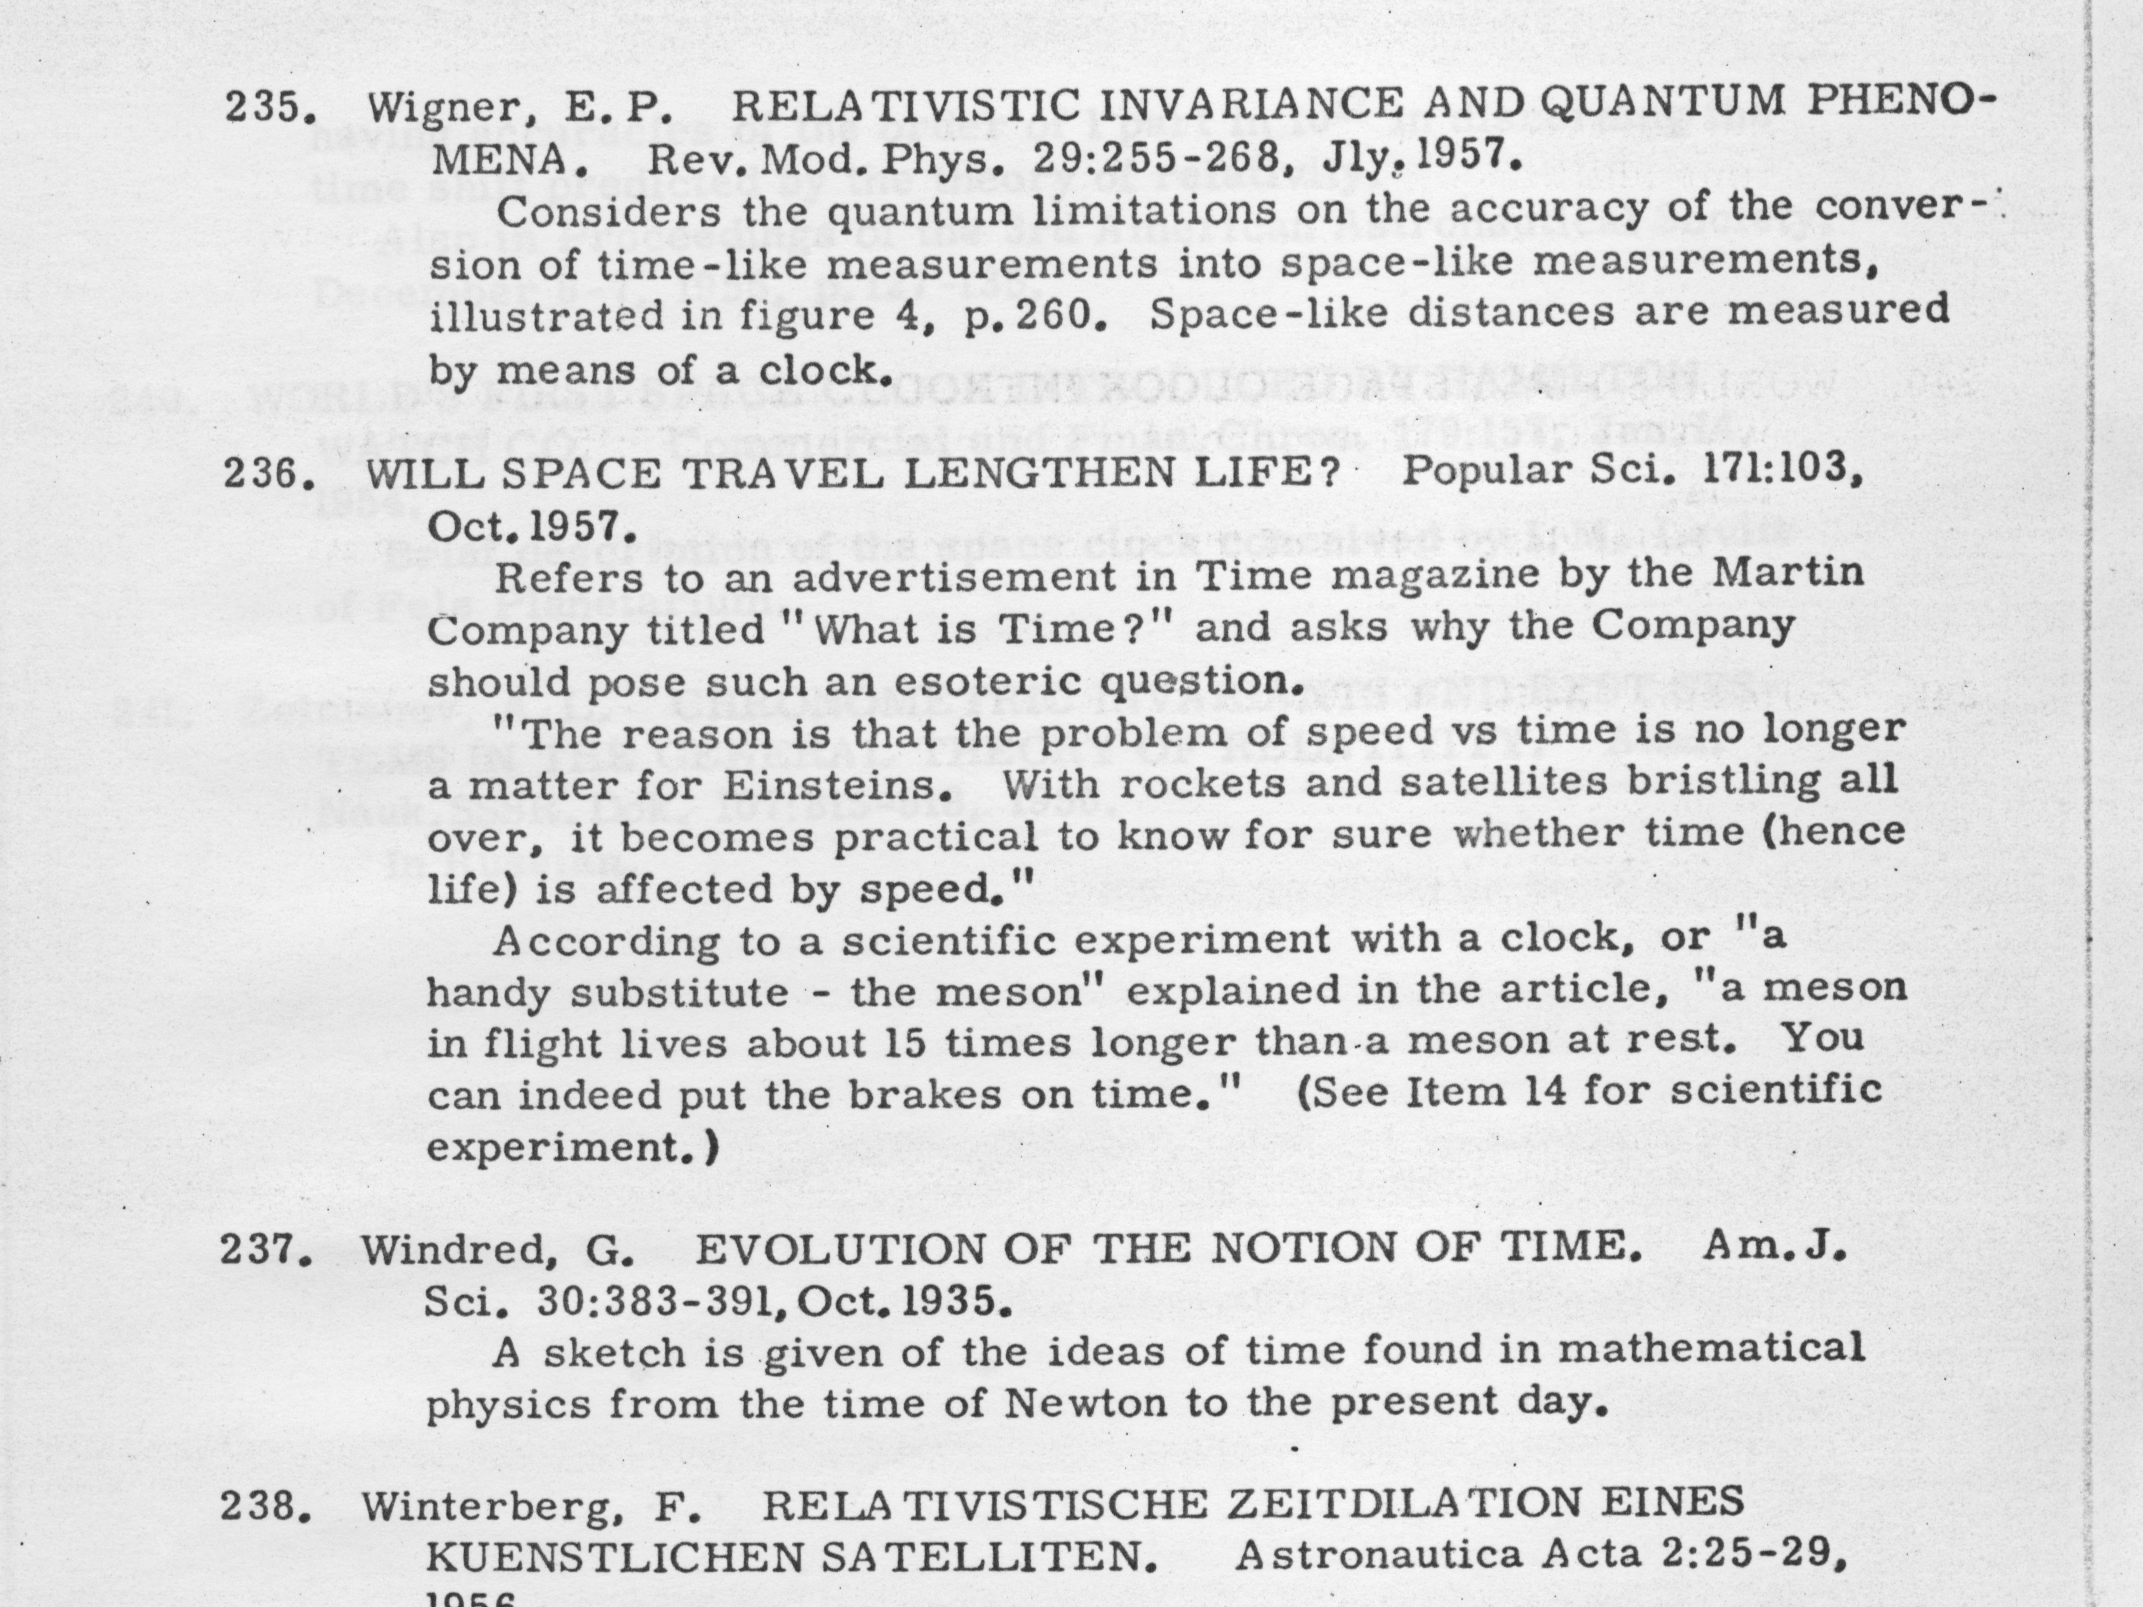 235. Wigner, E. P. RELATIVISTIC INVARIANCE AND QUANTUM PHENO-
MENA. Rev. Mod. Phys. 29:255-268, Jly, 1957.
Considers the quantum limitations on the accuracy of the conver-
sion of time-like measurements into space-like measurements,
illustrated in figure 4, p. 260. Space-like distances are measured
by means of a clock.
236. WILL SPACE TRAVEL LENGTHEN LIFE? Popular Sci. 171:103,
Oct. 1957.
Refers to an advertisement in Time magazine by the Martin
Company titled "What is Time?" and asks why the Company
should pose such an esoteric question.
"The reason is that the problem of speed vs time is no longer
a matter for Einsteins. With rockets and satellites bristling all
over, it becomes practical to know for sure whether time (hence
life) is affected by speed."
According to a scientific experiment with a clock, or "a
handy substitute - the meson" explained in the article, "a meson
in flight lives about 15 times longer than a meson at rest. You
can indeed put the brakes on time." (See Item 14 for scientific
experiment.)
237. Windred, G. EVOLUTION OF THE NOTION OF TIME. Am. J.
Sci. 30:383-391, Oct. 1935.
A sketch is given of the ideas of time found in mathematical
physics from the time of Newton to the present day.
238. Winterberg, F. RELATIVISTISCHE ZEITDILATION EINES
KUENSTLICHEN SATELLITEN. Astronautica Acta 2:25-29,
1956